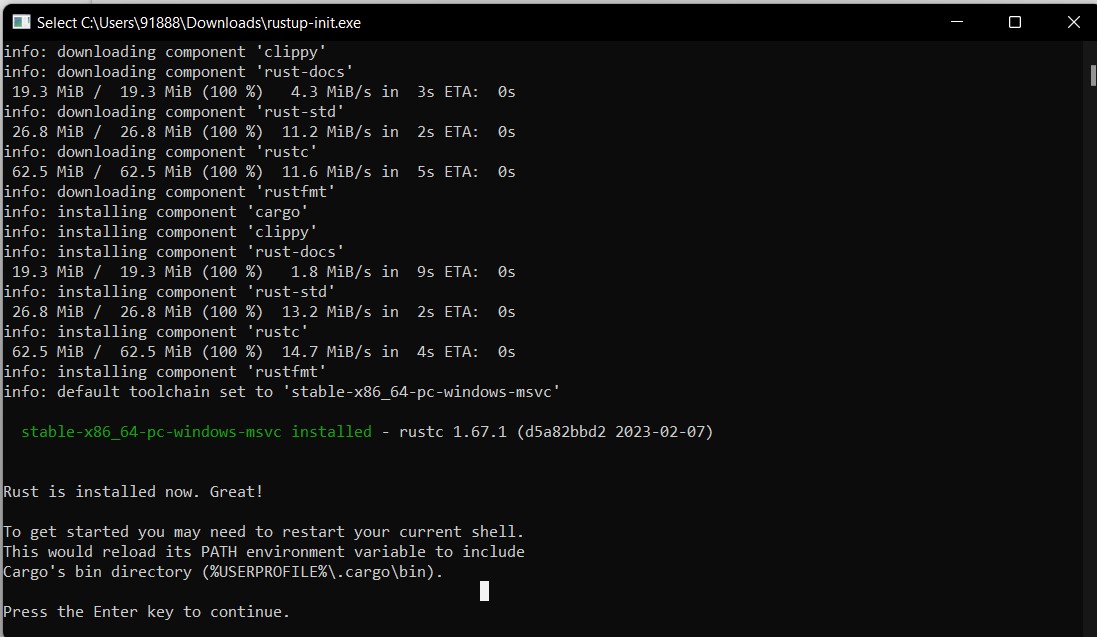 Select C:\Users\91888\Downloads\rustup-init.exe
info: downloading component 'clippy'
info: downloading component 'rust-docs'
 19.3 MiB /  19.3 MiB (100 %)   4.3 MiB/s in  3s ETA:  0s
info: downloading component 'rust-std'
 26.8 MiB /  26.8 MiB (100 %)  11.2 MiB/s in  2s ETA:  0s
info: downloading component 'rustc'
 62.5 MiB /  62.5 MiB (100 %)  11.6 MiB/s in  5s ETA:  0s
info: downloading component 'rustfmt'
info: installing component 'cargo'
info: installing component 'clippy'
info: installing component 'rust-docs'
 19.3 MiB /  19.3 MiB (100 %)   1.8 MiB/s in  9s ETA:  0s
info: installing component 'rust-std'
 26.8 MiB /  26.8 MiB (100 %)  13.2 MiB/s in  2s ETA:  0s
info: installing component 'rustc'
 62.5 MiB /  62.5 MiB (100 %)  14.7 MiB/s in  4s ETA:  0s
info: installing component 'rustfmt'
info: default toolchain set to 'stable-x86_64-pc-windows-msvc'
  stable-x86_64-pc-windows-msvc installed - rustc 1.67.1 (d5a82bbd2 2023-02-07)
Rust is installed now. Great!
To get started you may need to restart your current shell.
This would reload its PATH environment variable to include
Cargo's bin directory (%USERPROFILE%\.cargo\bin).
Press the Enter key to continue.